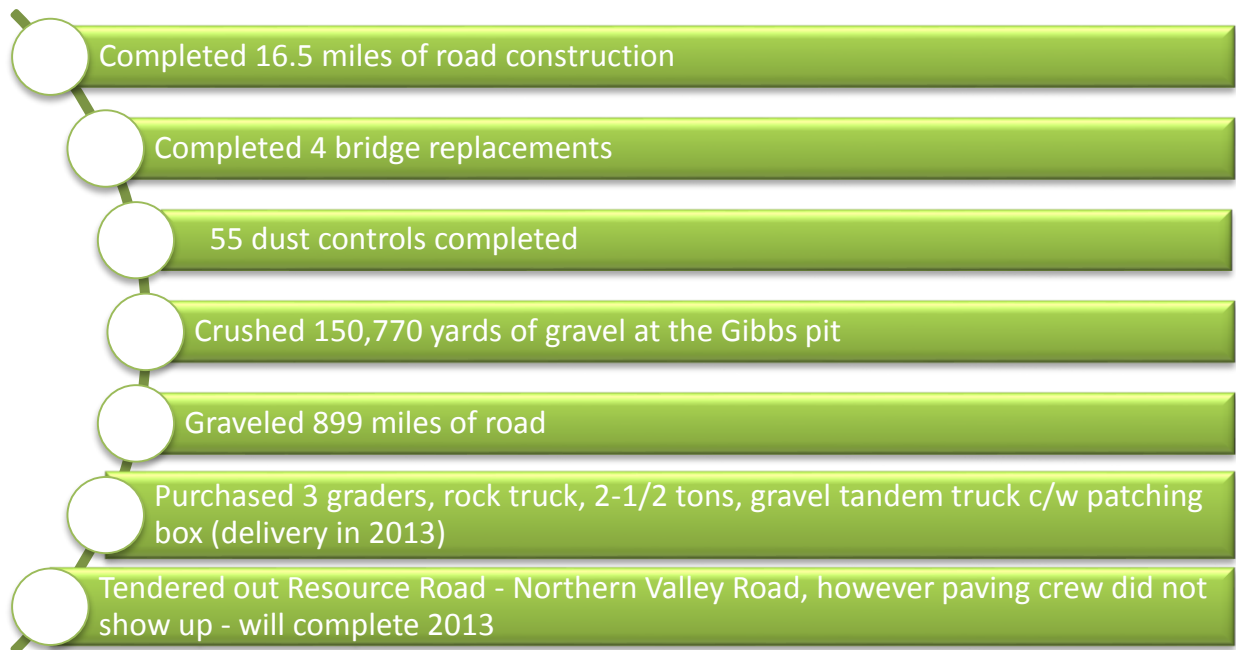 Completed 16.5 miles of road construction
Completed 4 bridge replacements
55 dust controls completed
Crushed 150,770 yards of gravel at the Gibbs pit
Graveled 899 miles of road
Purchased 3 graders, rock truck, 2-1/2 tons, gravel tandem truck c/w patching
box (delivery in 2013)
Tendered out Resource Road - Northern Valley Road, however paving crew did not
show up - will complete 2013